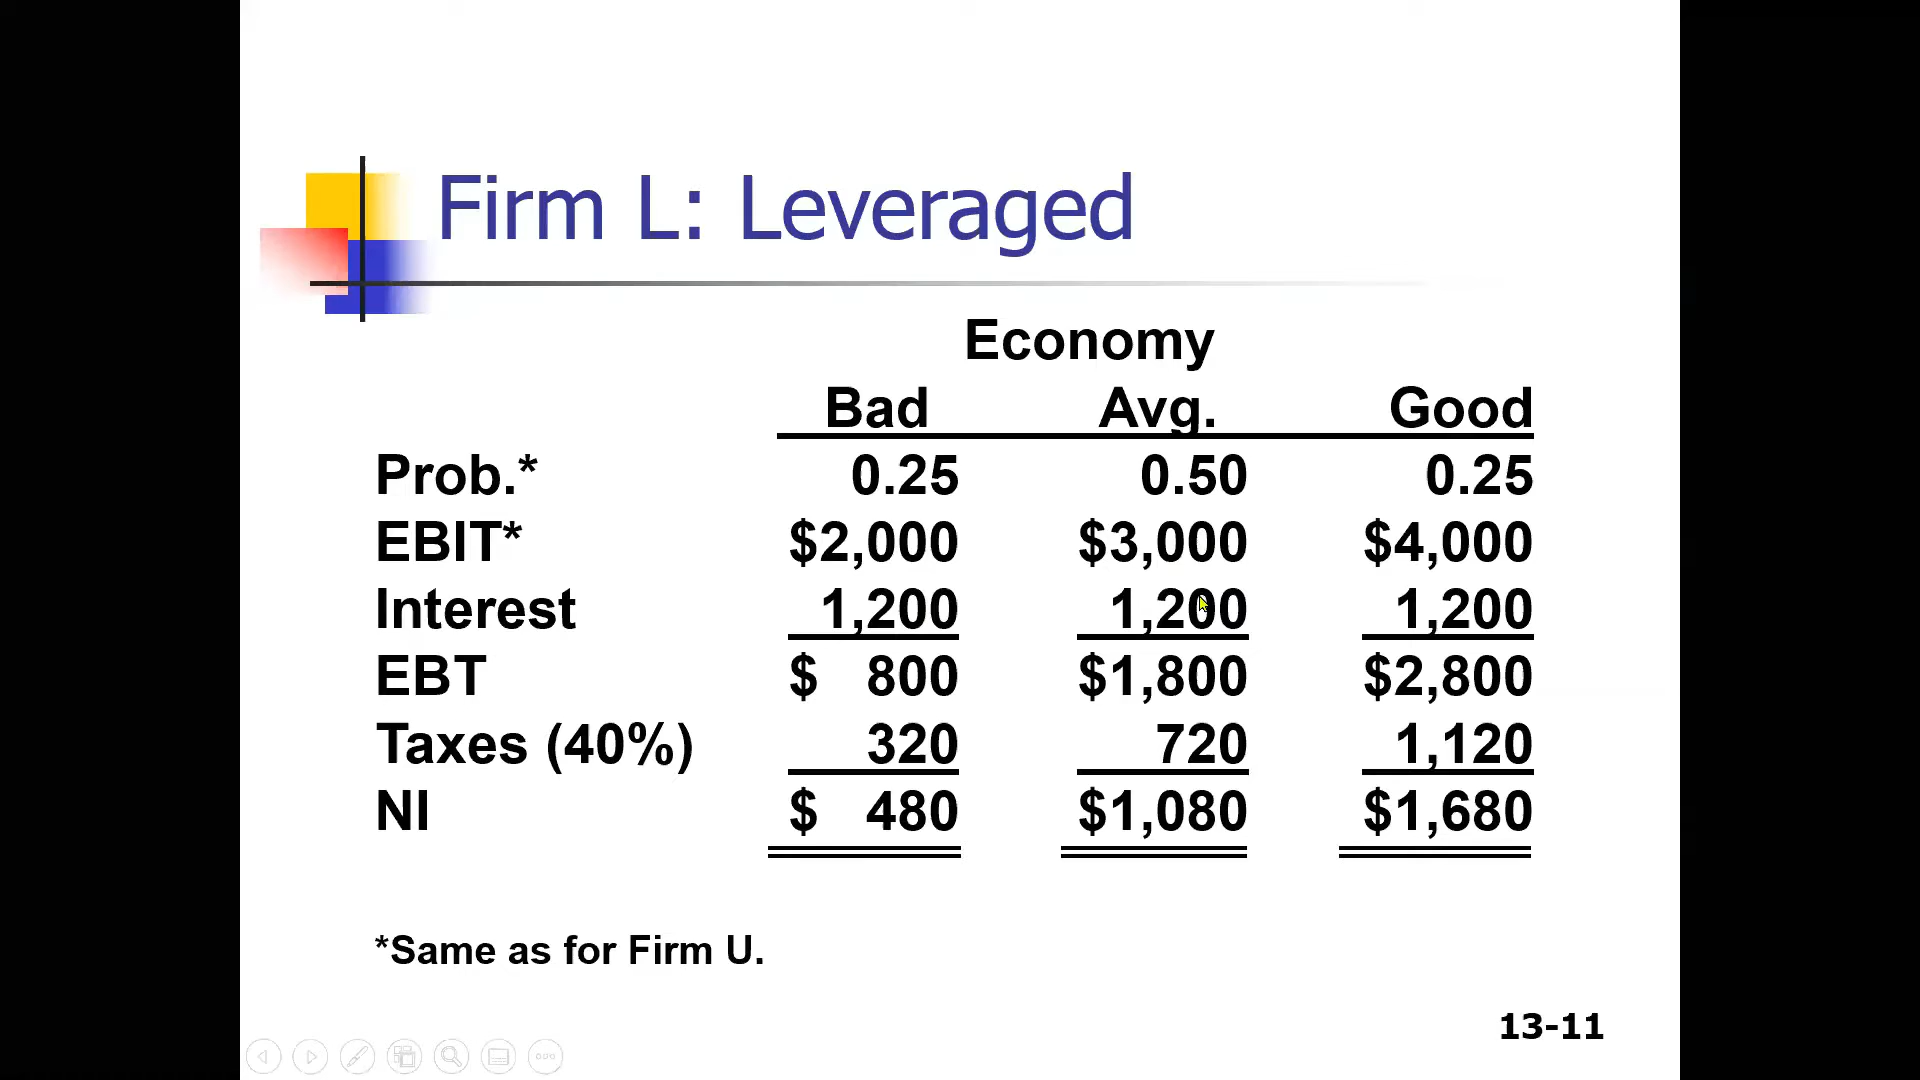 Firm L: Leveraged
Economy
Bad Avg. Good
Prob.* 0.25 0.50 0.25
EBIT* $2,000 $3,000 $4,000
Interest 1,200 1,200 1,200
EBT $ 800 $1,800 $2,800
Taxes (40%) 320 720 1,120
NI $ 480 $1,080 $1,680
*Same as for Firm U.
13-11